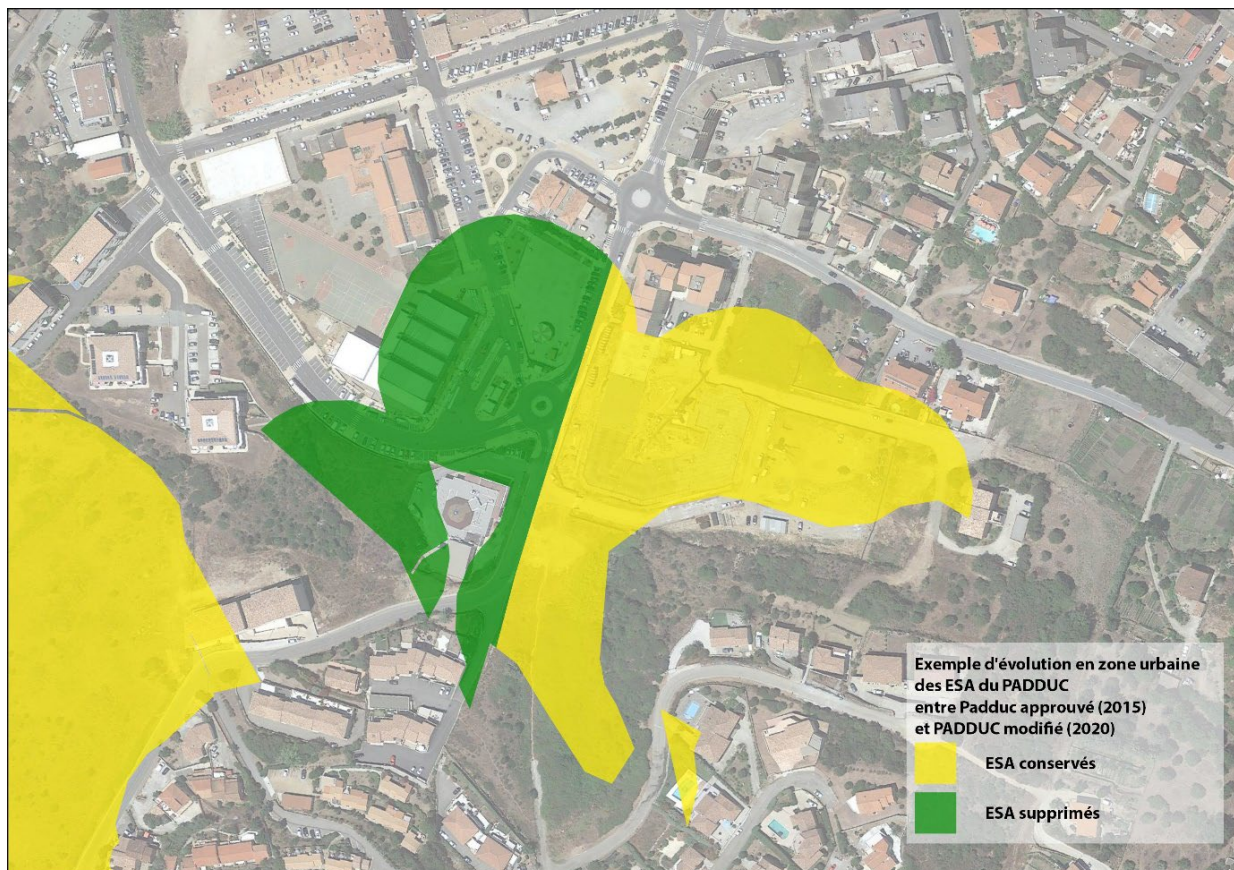 Exemple d'évolution en zone urbaine
des ESA du PADDUC
entre Padduc approuvé (2015)
et PADDUC modifié (2020)
ESA conservés
ESA supprimés